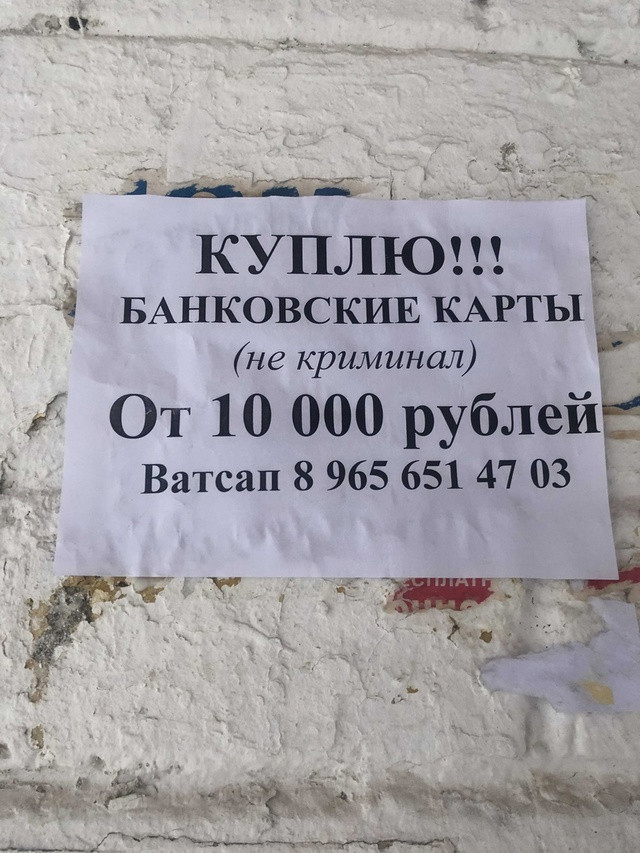 КУПЛЮ!!!
БАНКОВСКИЕ КАРТЫ
(не криминал)
От 10 000 рублей
Ватсап 8 965 651 47 03